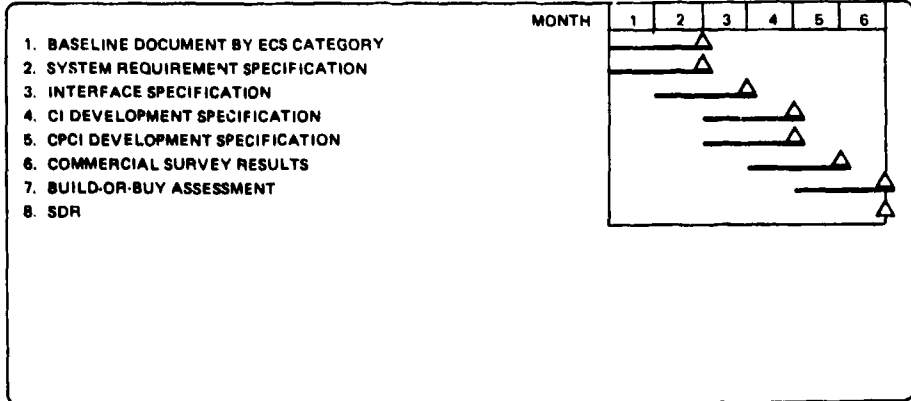 MONTH 1 2 3 4 5 6
1. BASELINE DOCUMENT BY ECS CATEGORY
2. SYSTEM REQUIREMENT SPECIFICATION
3. INTERFACE SPECIFICATION
4. CI DEVELOPMENT SPECIFICATION
5. CPCI DEVELOPMENT SPECIFICATION
6. COMMERCIAL SURVEY RESULTS
7. BUILD-OR-BUY ASSESSMENT
8. SDR